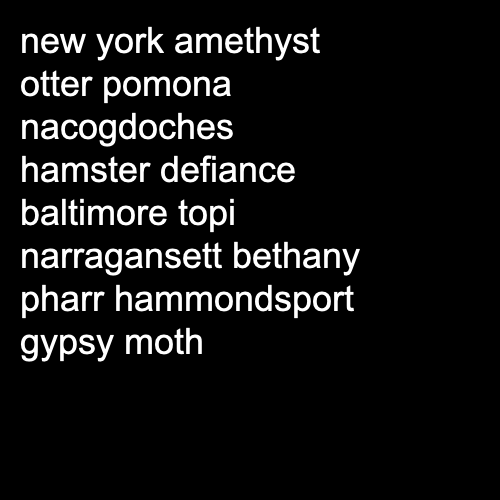 new york amethyst
otter pomona
nacogdoches
hamster defiance
baltimore topi
narragansett bethany
pharr hammondsport
gypsy moth